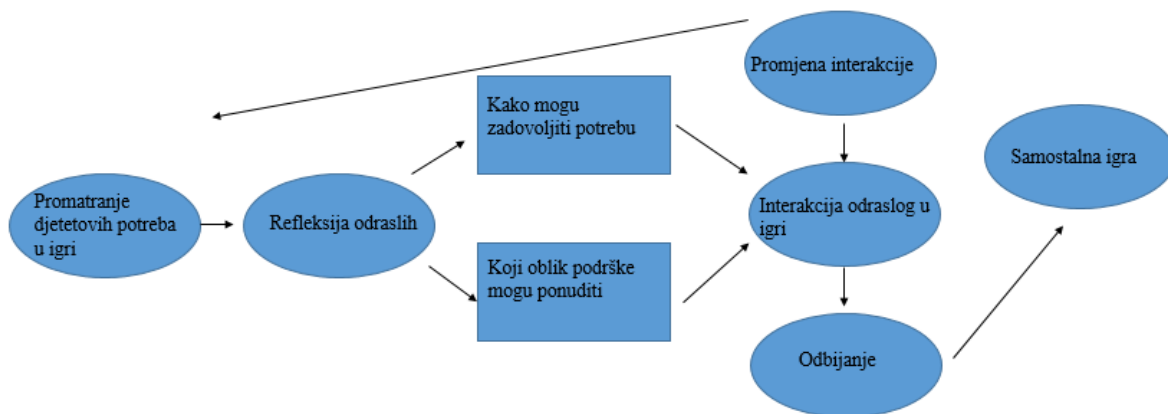 Promjena interakcije
Kako mogu
zadovoljiti potrebu
Samostalna igra
Promatranje
djetetovih potreba
u igri
Refleksija odraslih
Interakcija odraslog u
igri
Koji oblik podrške
mogu ponuditi
Odbijanje